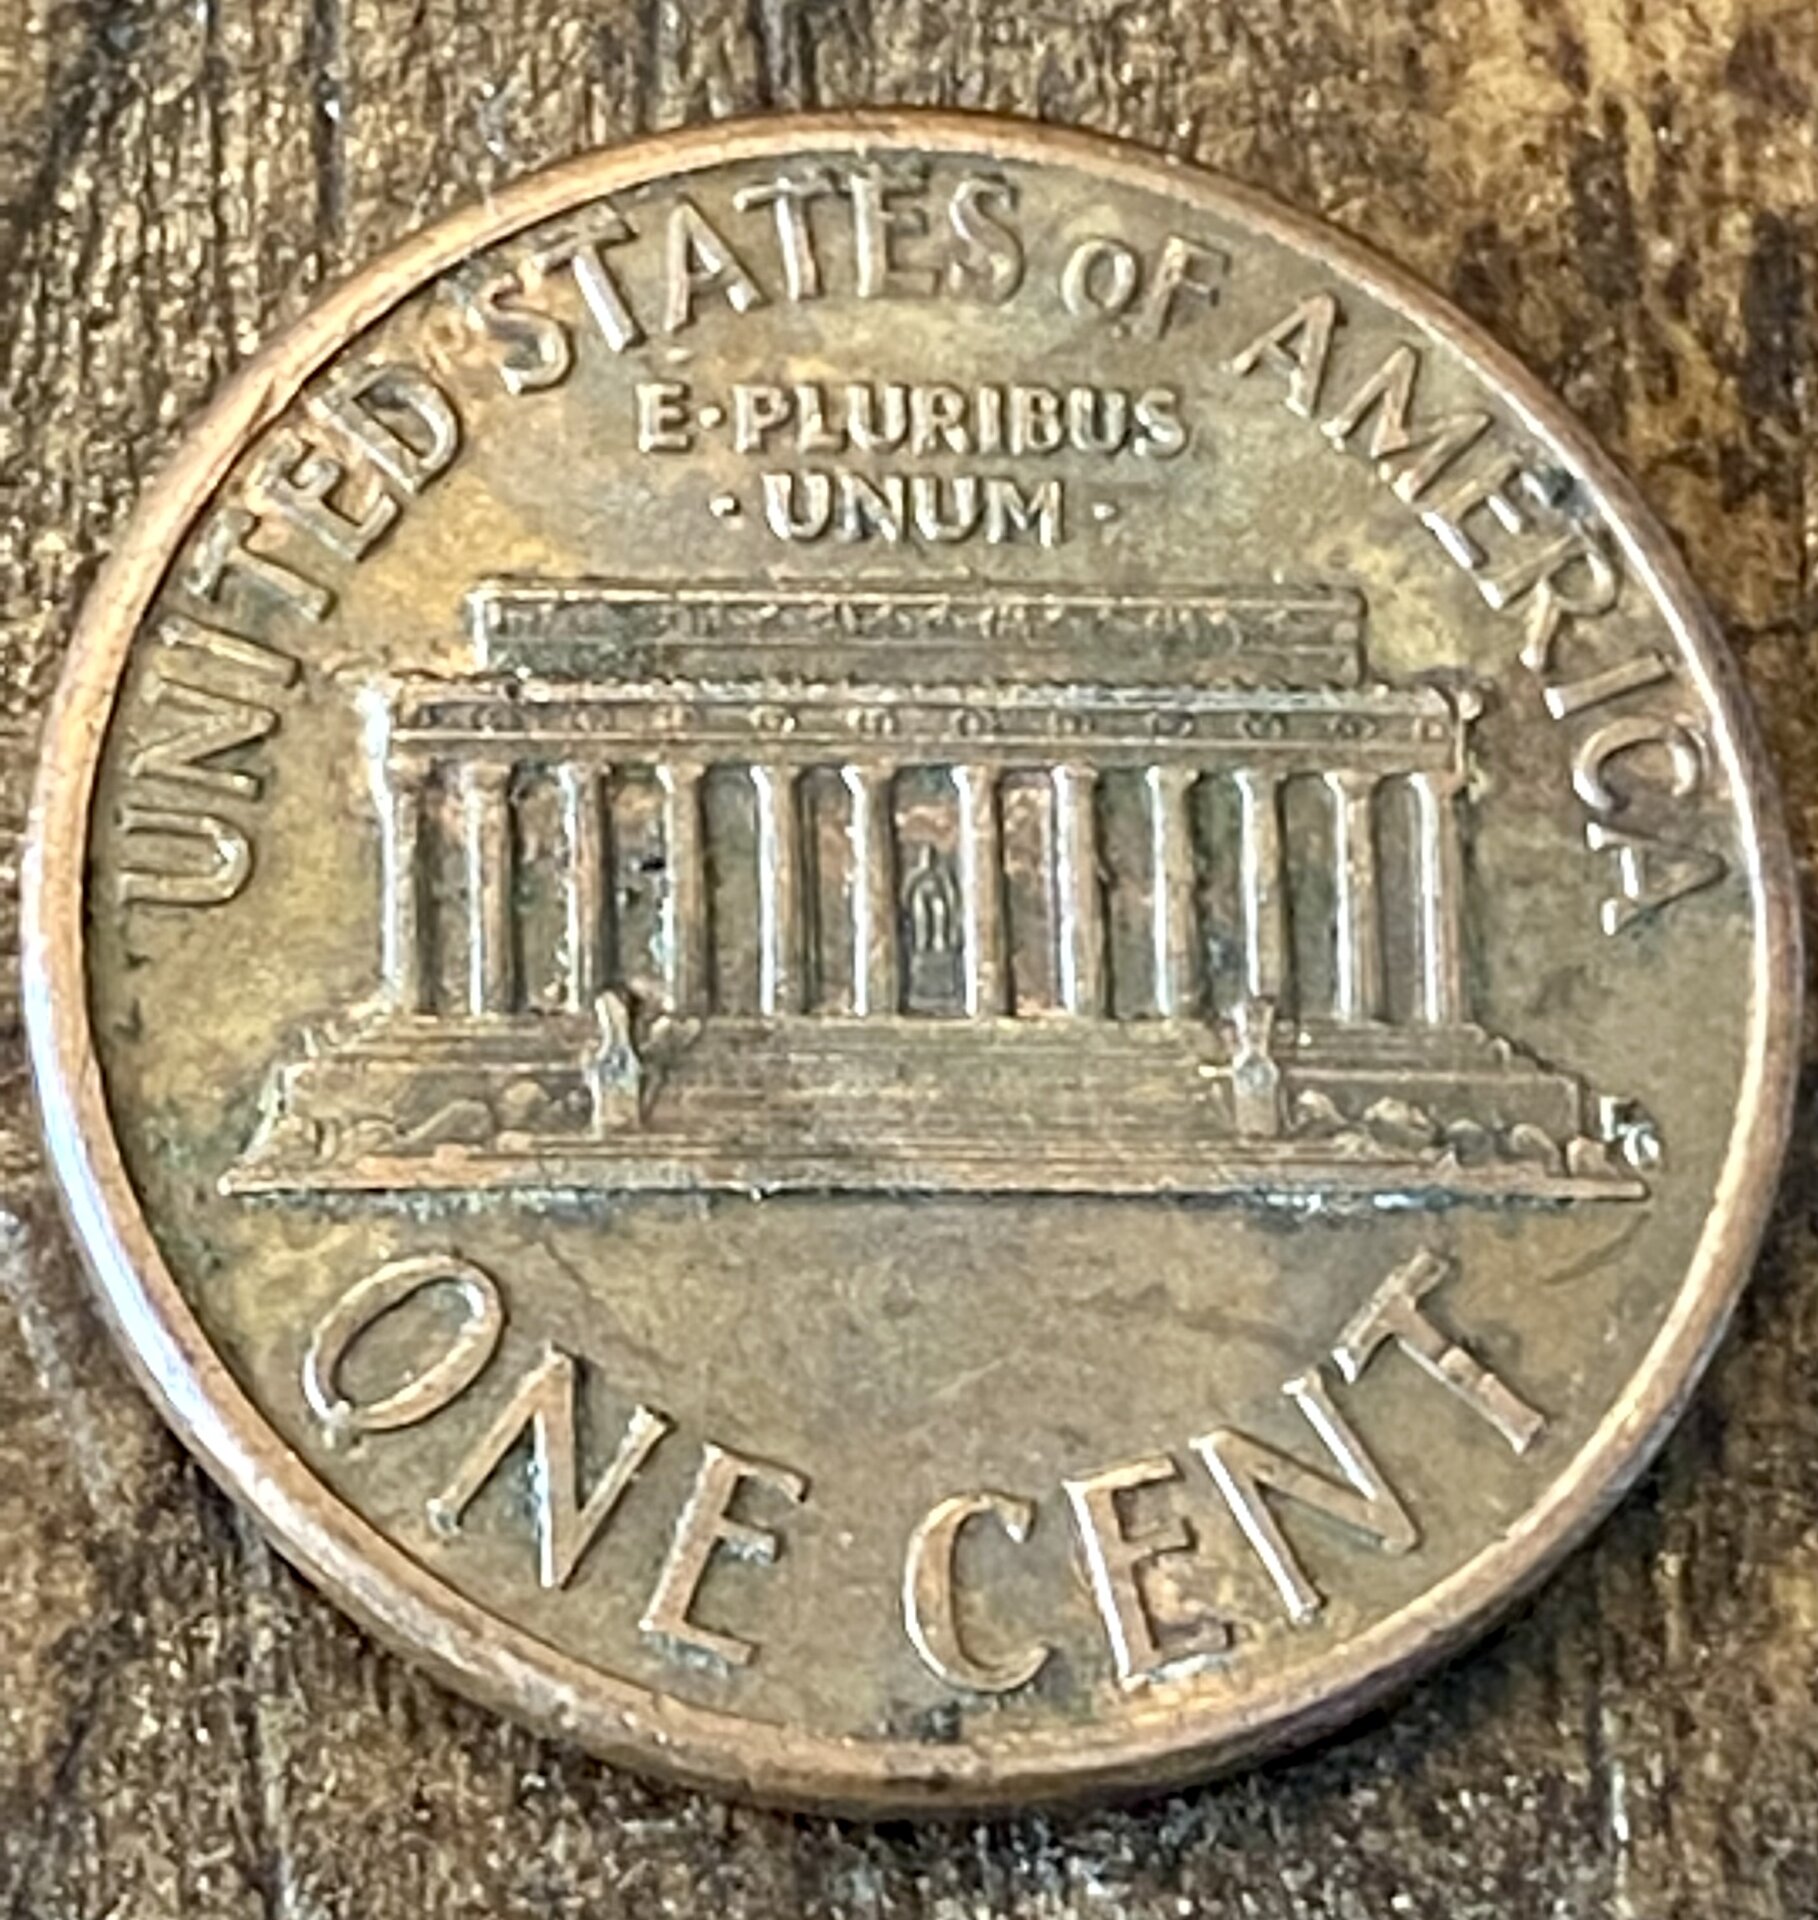 UNITED STATES OF AMERICA
E·PLURIBUS
·UNUM·
ONE CENT